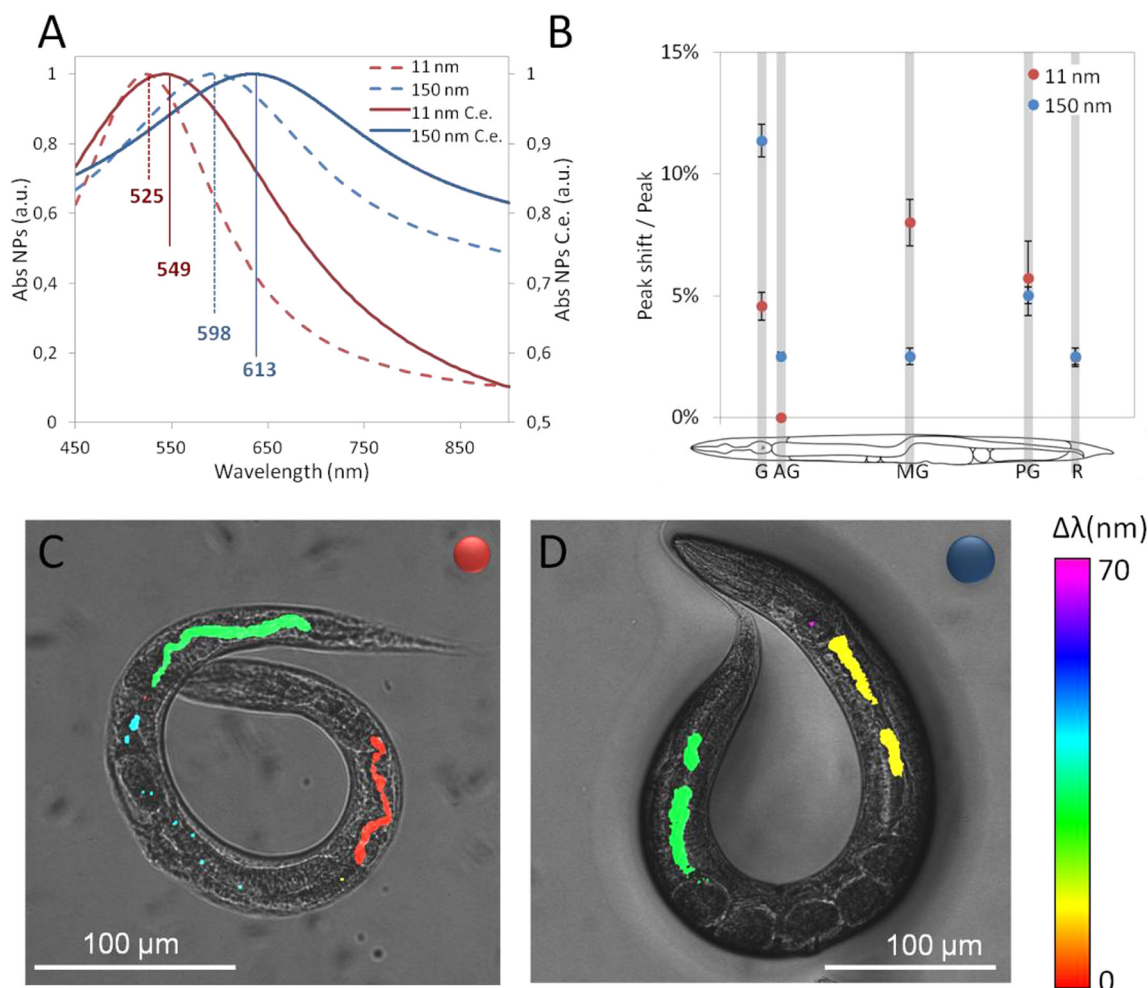 A
B
11 nm
150 nm
11 nm C.e.
150 nm C.e.
1
0,8
0,6
0,4
0,2
0
Abs NPs (a.u.)
1
0,9
0,8
0,7
0,6
0,5
Abs NPs C.e. (a.u.)
525
549
598
613
450 550 650 750 850
Wavelength (nm)
15%
10%
5%
0%
Peak shift / Peak
11 nm
150 nm
G AG MG PG R
C
100 µm
D
100 µm
Δλ(nm)
70
0